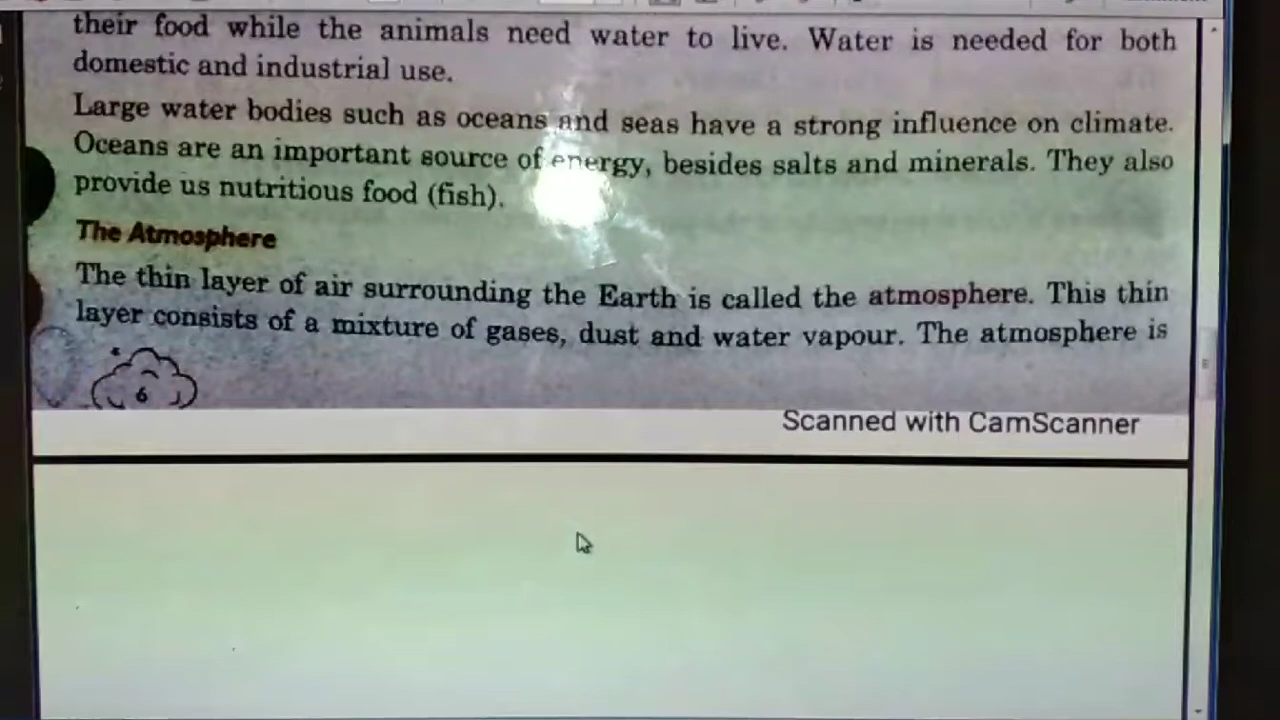 their food while the animals need water to live. Water is needed for both
domestic and industrial use.
Large water bodies such as oceans and seas have a strong influence on climate.
Oceans are an important source of energy, besides salts and minerals. They also
provide us nutritious food (fish).
The Atmosphere
The thin layer of air surrounding the Earth is called the atmosphere. This thin
layer consists of a mixture of gases, dust and water vapour. The atmosphere is
6
Scanned with CamScanner